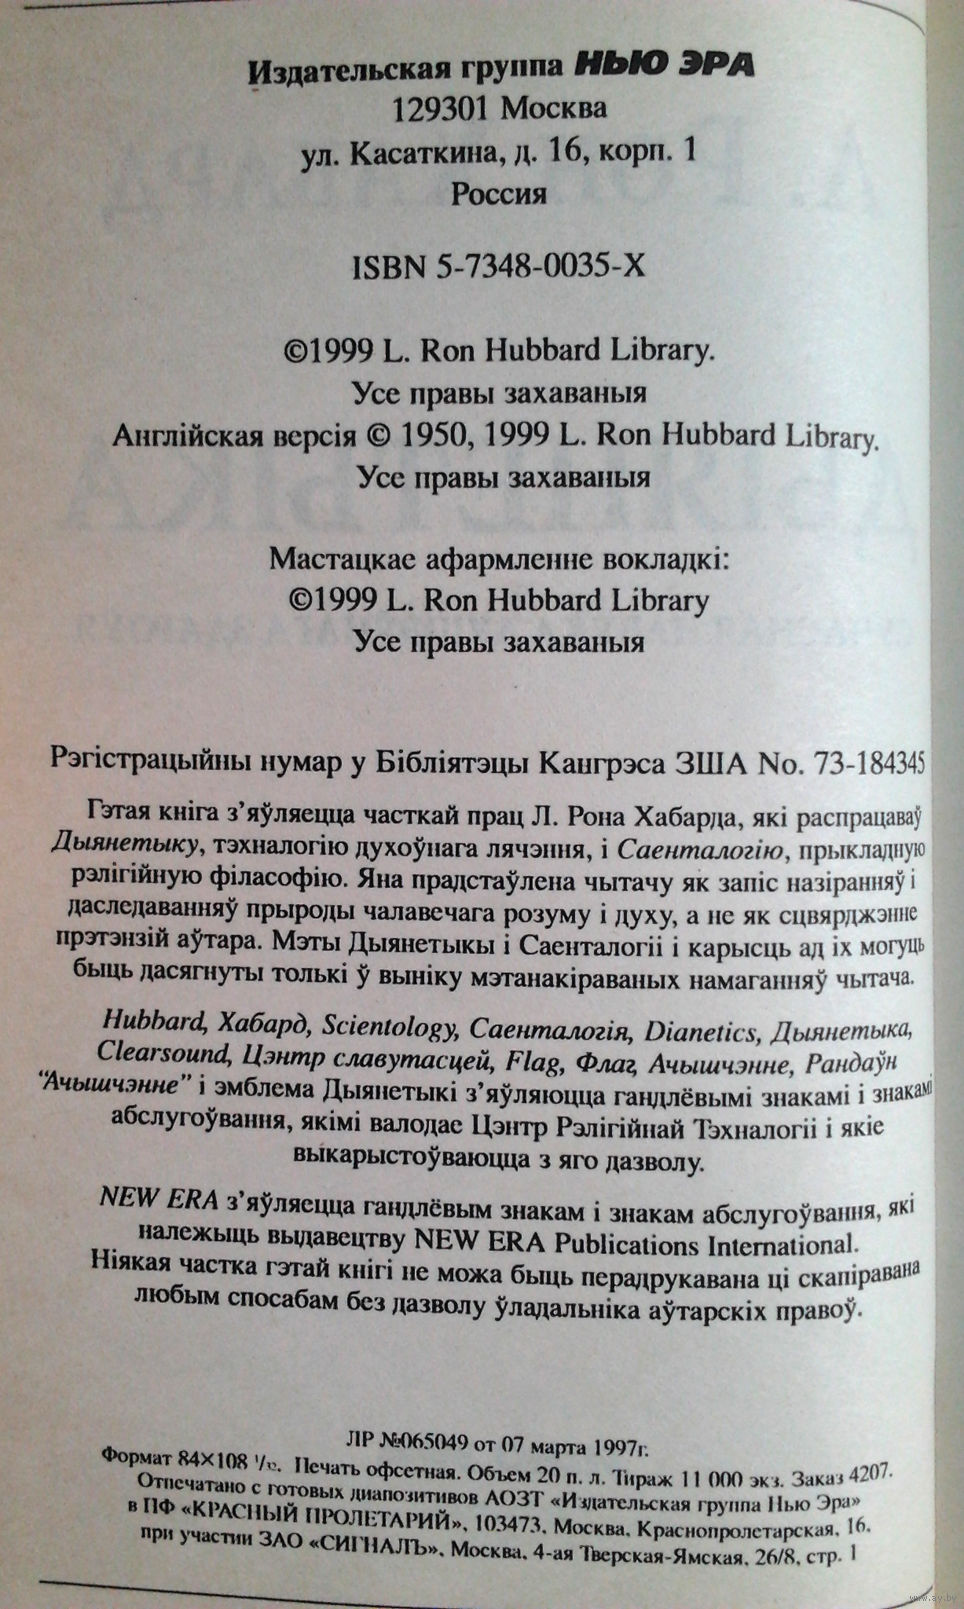 Издательская группа НЬЮ ЭРА
129301 Москва
ул. Касаткина, д. 16, корп. 1
Россия
ISBN 5-7348-0035-X
©1999 L. Ron Hubbard Library.
Усе правы захаваныя
Англійская версія © 1950, 1999 L. Ron Hubbard Library.
Усе правы захаваныя
Мастацкае афармленне вокладкі:
©1999 L. Ron Hubbard Library
Усе правы захаваныя
Рэгістрацыйны нумар у Бібліятэцы Кангрэса ЗША No. 73-184345
Гэтая кніга з’яўляецца часткай прац Л. Рона Хабарда, які распрацаваў
Дыянетыку, тэхналогію духоўнага лячэння, і Саенталогію, прыкладную
рэлігійную філасофію. Яна прадстаўлена чытачу як запіс назіранняў і
даследаванняў прыроды чалавечага розуму і духу, а не як сцвярджэнне
прэтэнзій аўтара. Мэты Дыянетыкы і Саенталогіі і карысць ад іх могуць
быць дасягнуты толькі ў выніку мэтанакіраваных намаганняў чытача.
Hubbard, Хабард, Scientology, Саенталогія, Dianetics, Дыянетыка,
Clearsound, Цэнтр славутасцей, Flag, Флаг, Ачышчэнне, Рандаўн
“Ачышчэнне” і эмблема Дыянетыкі з’яўляюцца гандлёвымі знакамі і знакамі
абслугоўвання, якімі валодае Цэнтр Рэлігійнай Тэхналогіі і якіе
выкарыстоўваюцца з яго дазволу.
NEW ERA з’яўляецца гандлёвым знакам і знакам абслугоўвання, які
належыць выдавецтву NEW ERA Publications International.
Ніякая частка гэтай кнігі не можа быць перадрукавана ці скапіравана
любым спосабам без дазволу ўладальніка аўтарскіх правоў.
ЛР №065049 от 07 марта 1997г.
Формат 84×108 1/32. Печать офсетная. Объем 20 п. л. Тираж 11 000 экз. Заказ 4207.
Отпечатано с готовых диапозитивов АОЗТ «Издательская группа Нью Эра»
в ПФ «КРАСНЫЙ ПРОЛЕТАРИЙ», 103473, Москва, Краснопролетарская, 16.
при участии ЗАО «СИГНАЛЪ», Москва, 4-ая Тверская-Ямская, 26/8, стр. 1
www.ay.by